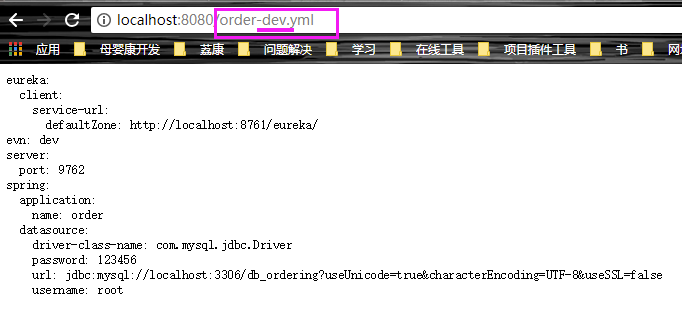 localhost:8080/order-dev.yml
应用 母婴康开发 荔康 问题解决 学习 在线工具 项目插件工具 书
eureka:
  client:
    service-url:
      defaultZone: http://localhost:8761/eureka/
evn: dev
server:
  port: 9762
spring:
  application:
    name: order
  datasource:
    driver-class-name: com.mysql.jdbc.Driver
    password: 123456
    url: jdbc:mysql://localhost:3306/db_ordering?useUnicode=true&characterEncoding=UTF-8&useSSL=false
    username: root